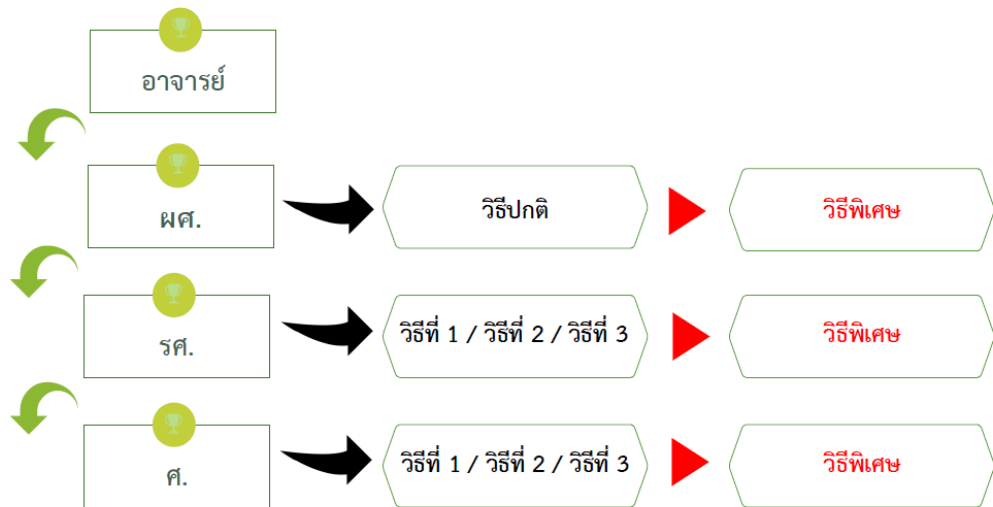 อาจารย์
ผศ.
วิธีปกติ
วิธีพิเศษ
รศ.
วิธีที่ 1 / วิธีที่ 2 / วิธีที่ 3
วิธีพิเศษ
ศ.
วิธีที่ 1 / วิธีที่ 2 / วิธีที่ 3
วิธีพิเศษ